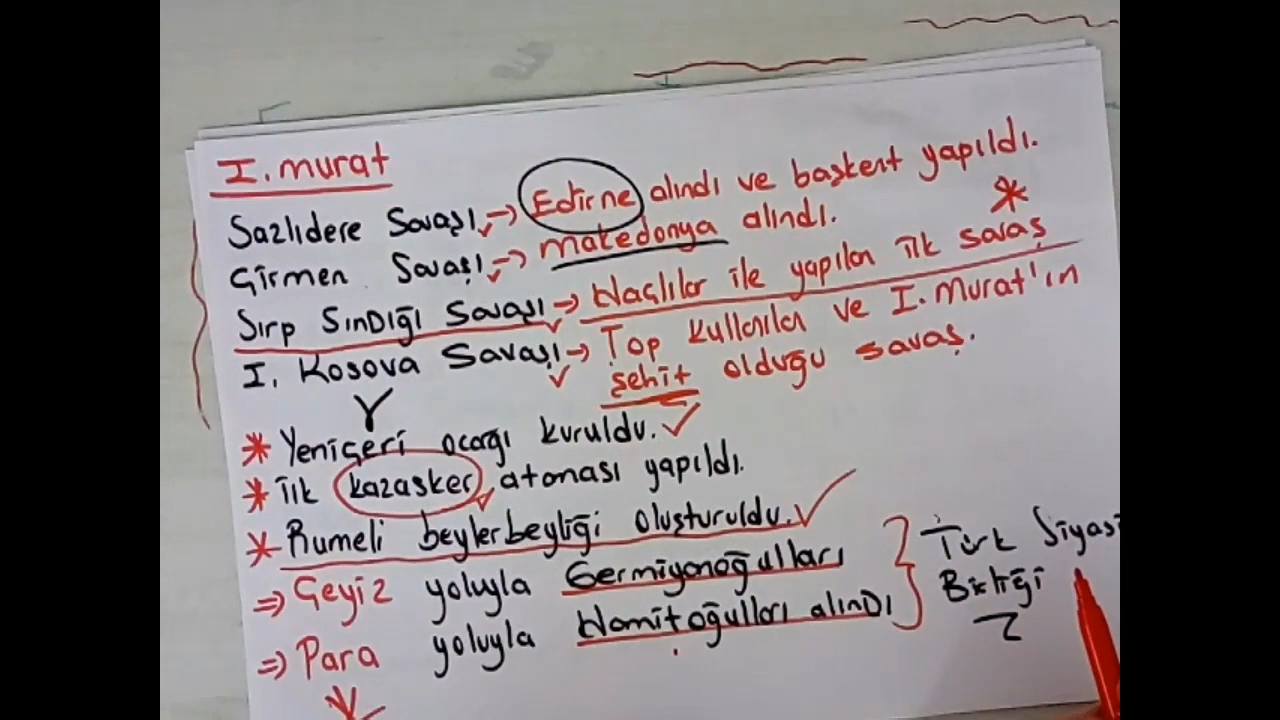 I. murat
Sazlıdere Savaşı → Edirne alındı ve başkent yapıldı.
Çirmen Savaşı → Makedonya alındı.
Sırp Sındığı Savaşı → Haçlılar ile yapılan ilk savaş
I. Kosova Savaşı → Top kullanılan ve I. Murat'ın
şehit olduğu savaş.
* Yeniçeri ocağı kuruldu.
* İlk kazasker ataması yapıldı.
* Rumeli beylerbeyliği oluşturuldu.
⇒ Çeyiz yoluyla Germiyanoğulları
⇒ Para yoluyla Hamitoğulları alındı
Türk Siyasi
Birliği